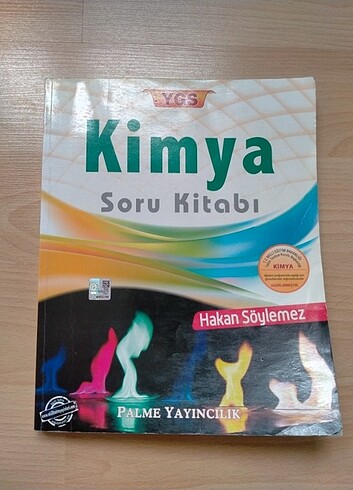 YGS
Kimya
Soru Kitabı
KİMYA
Hakan Söylemez
PALME YAYINCILIK